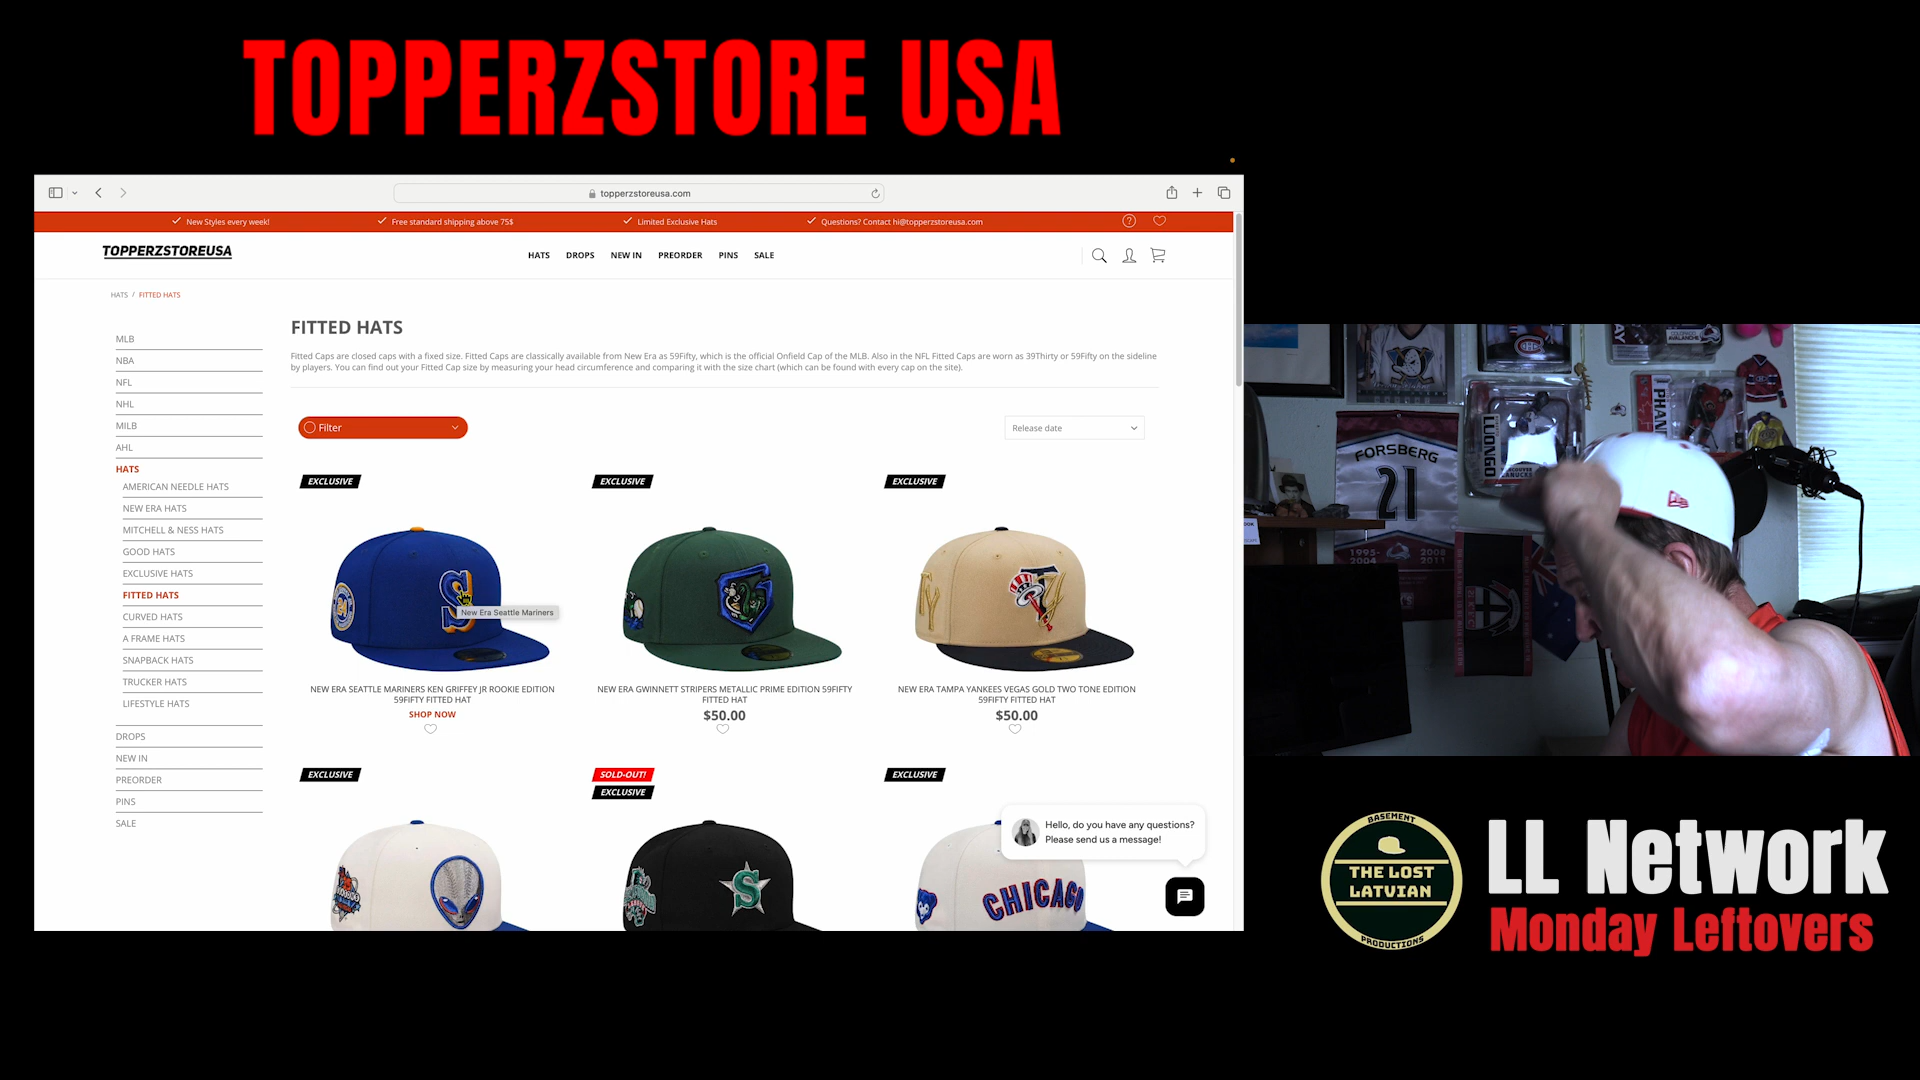 TOPPERZSTORE USA
topperzstoreusa.com
New Styles every week!
Free standard shipping above 75$
Limited Exclusive Hats
Questions? Contact hi@topperzstoreusa.com
TOPPERZSTOREUSA
HATS
DROPS
NEW IN
PREORDER
PINS
SALE
HATS / FITTED HATS
MLB
NBA
NFL
NHL
MILB
AHL
HATS
AMERICAN NEEDLE HATS
NEW ERA HATS
MITCHELL & NESS HATS
GOOD HATS
EXCLUSIVE HATS
FITTED HATS
CURVED HATS
A FRAME HATS
SNAPBACK HATS
TRUCKER HATS
LIFESTYLE HATS
DROPS
NEW IN
PREORDER
PINS
SALE
FITTED HATS
Fitted Caps are closed caps with a fixed size. Fitted Caps are classically available from New Era as 59Fifty, which is the official Onfield Cap of the MLB. Also in the NFL Fitted Caps are worn as 39Thirty or 59Fifty on the sideline
by players. You can find out your Fitted Cap size by measuring your head circumference and comparing it with the size chart (which can be found with every cap on the site).
Filter
Release date
EXCLUSIVE
EXCLUSIVE
EXCLUSIVE
24
S
New Era Seattle Mariners
NEW ERA SEATTLE MARINERS KEN GRIFFEY JR ROOKIE EDITION
59FIFTY FITTED HAT
SHOP NOW
NEW ERA GWINNETT STRIPERS METALLIC PRIME EDITION 59FIFTY
FITTED HAT
$50.00
NEW ERA TAMPA YANKEES VEGAS GOLD TWO TONE EDITION
59FIFTY FITTED HAT
$50.00
EXCLUSIVE
SOLD-OUT!
EXCLUSIVE
EXCLUSIVE
S
CHICAGO
Hello, do you have any questions?
Please send us a message!
FORSBERG
21
1995-
2004
2008
2011
LUONGO
PHAN
BASEMENT
THE LOST
LATVIAN
PRODUCTIONS
LL Network
Monday Leftovers